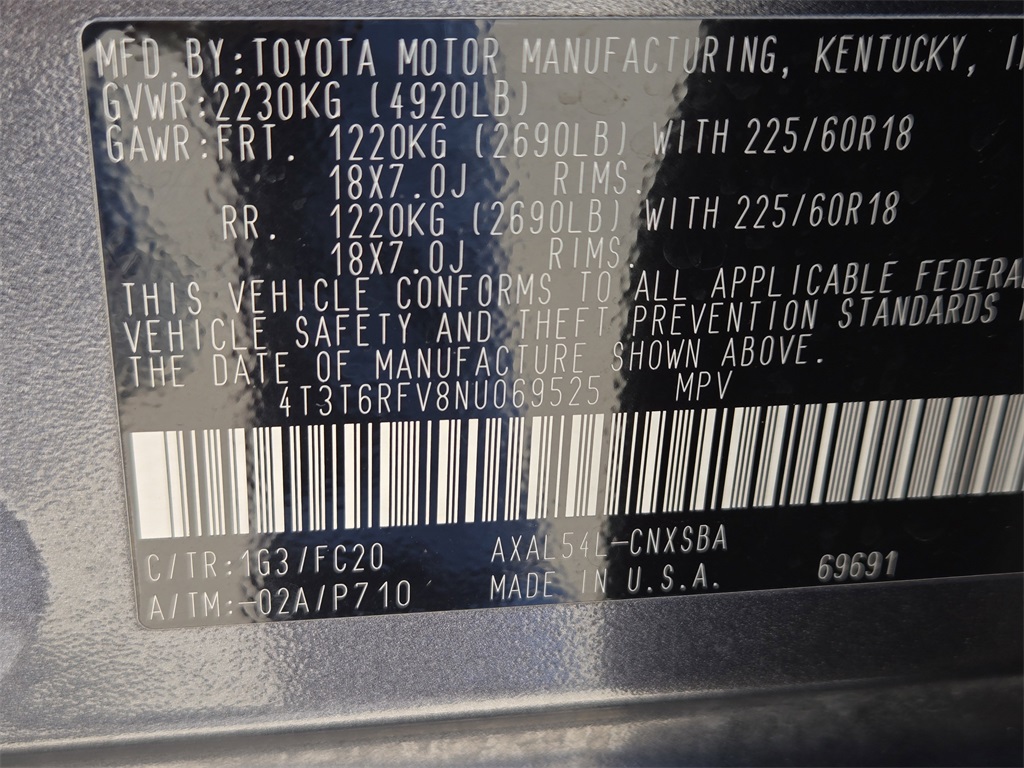 MFD.BY:TOYOTA MOTOR MANUFACTURING, KENTUCKY,
GVWR:2230KG (4920LB)
GAWR:FRT. 1220KG (2690LB) WITH 225/60R18
18X7.0J RIMS.
RR. 1220KG (2690LB) WITH 225/60R18
18X7.0J RIMS.
THIS VEHICLE CONFORMS TO ALL APPLICABLE FEDERA
VEHICLE SAFETY AND THEFT PREVENTION STANDARDS
THE DATE OF MANUFACTURE SHOWN ABOVE.
4T3T6RFV8NU069525 MPV
C/TR:1G3/FC20 AXAL54L-CNXSBA
A/TM:-02A/P710 MADE IN U.S.A. 69691